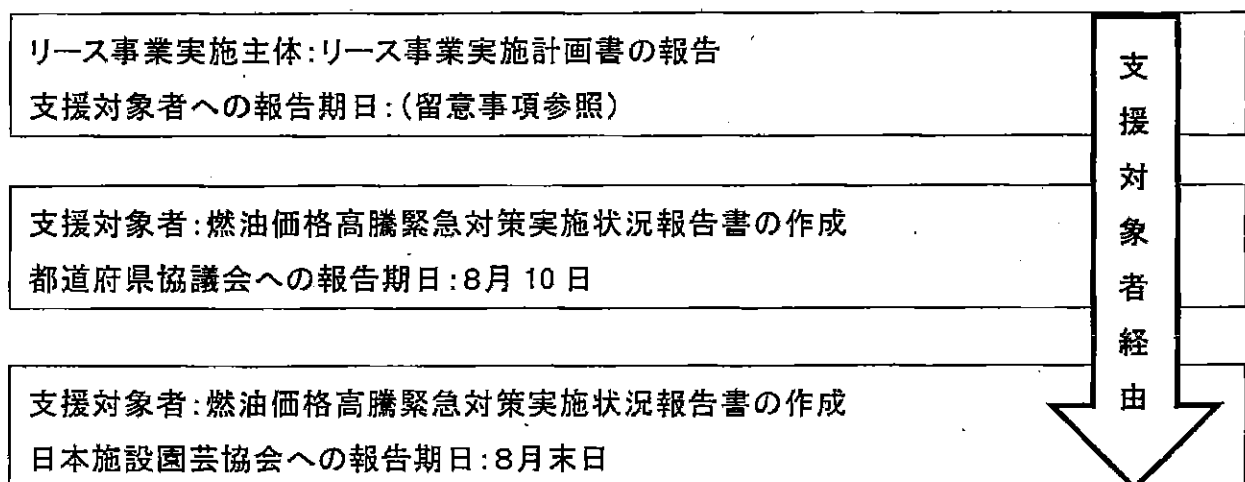 リース事業実施主体:リース事業実施計画書の報告
支援対象者への報告期日:(留意事項参照)
支援対象者:燃油価格高騰緊急対策実施状況報告書の作成
都道府県協議会への報告期日:8月10日
支援対象者:燃油価格高騰緊急対策実施状況報告書の作成
日本施設園芸協会への報告期日:8月末日
支援対象者経由